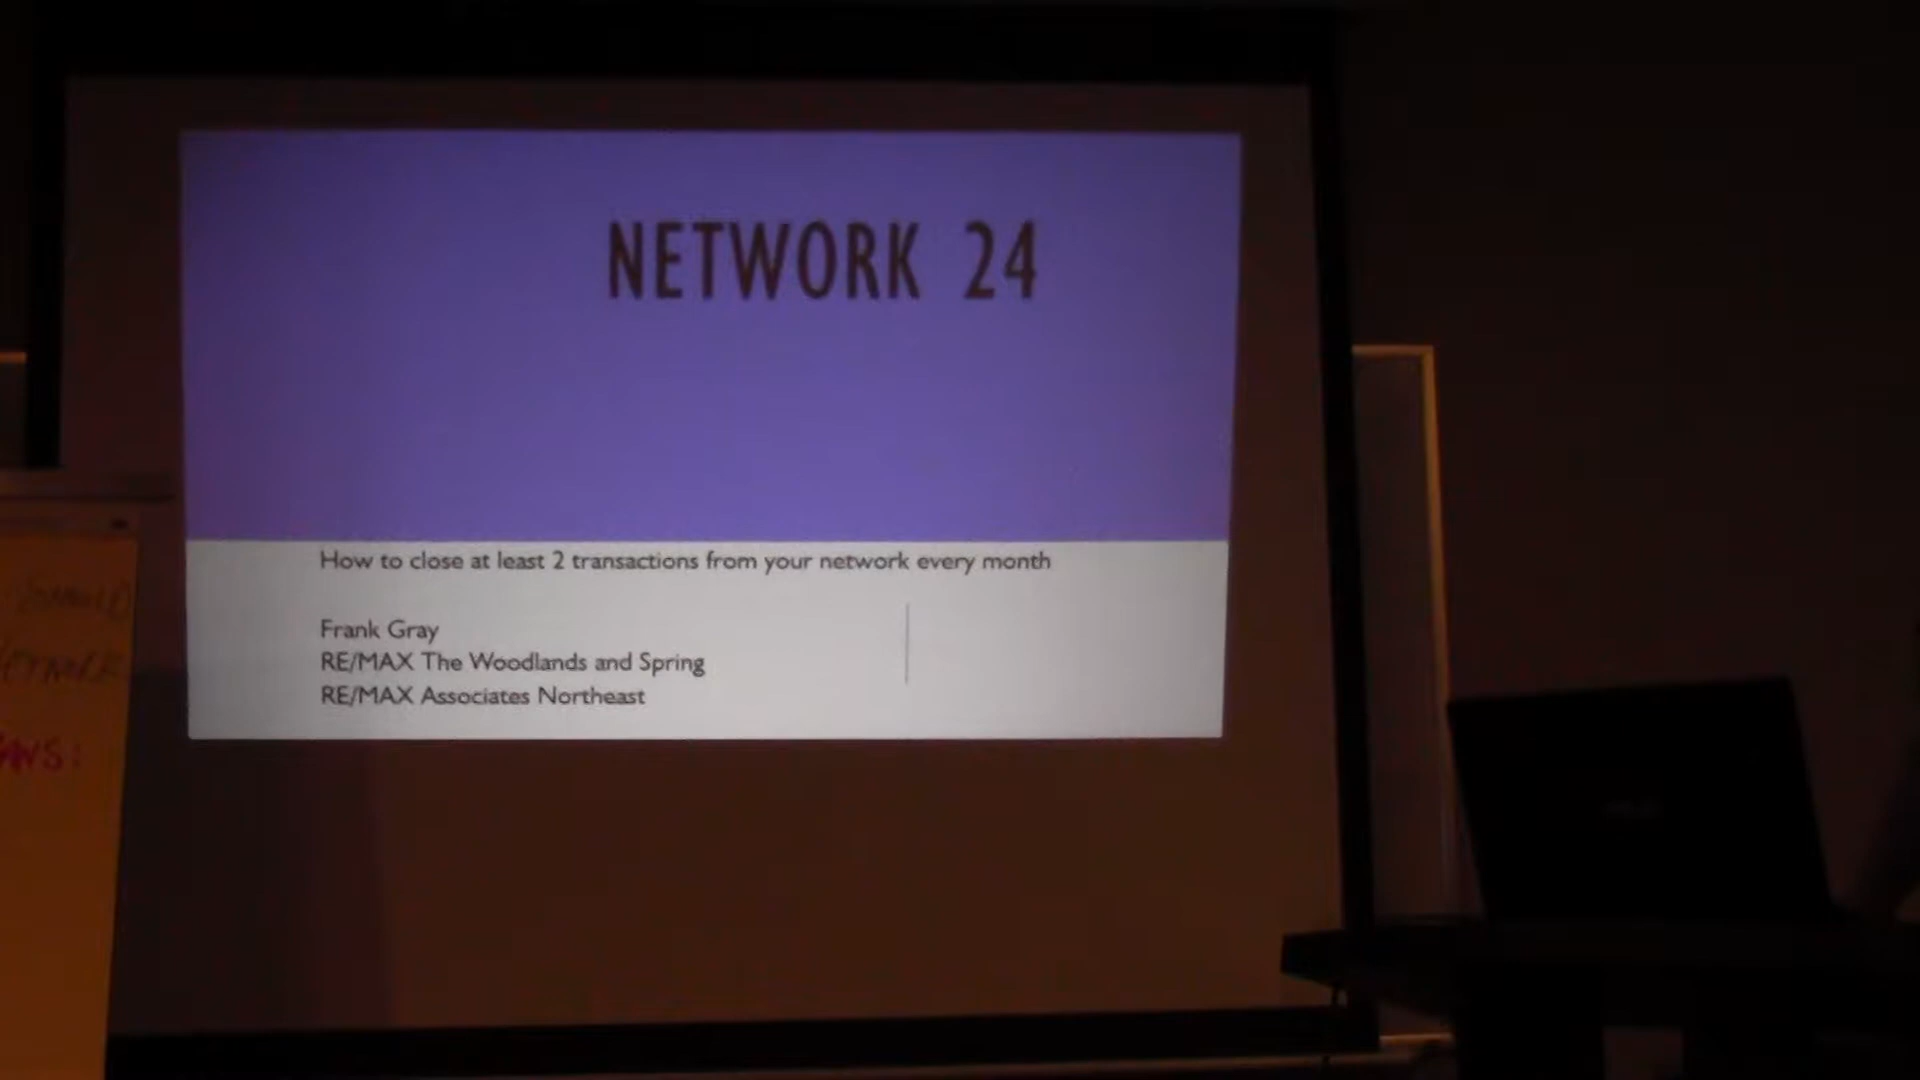 NETWORK 24
How to close at least 2 transactions from your network every month
Frank Gray
RE/MAX The Woodlands and Spring
RE/MAX Associates Northeast